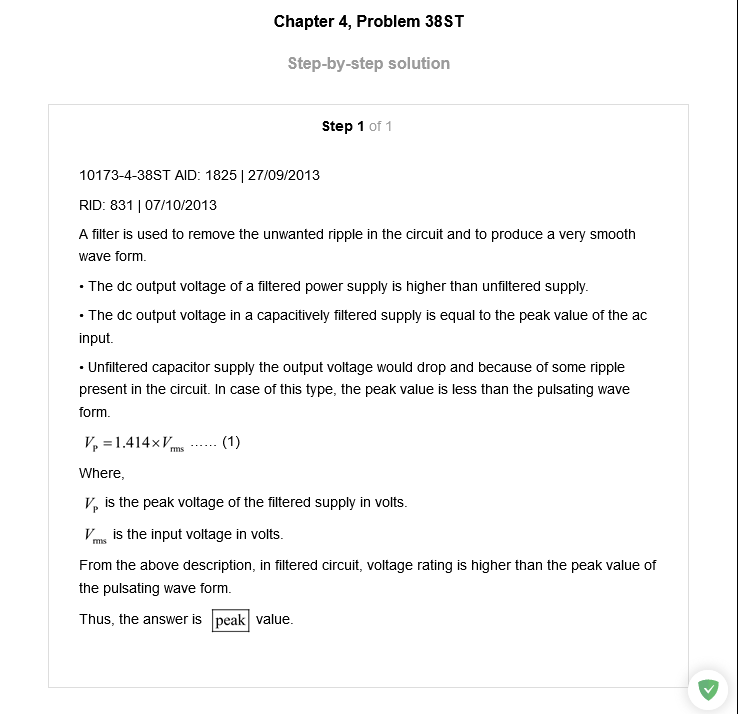 Chapter 4, Problem 38ST
Step-by-step solution
Step 1 of 1
10173-4-38ST AID: 1825 | 27/09/2013
RID: 831 | 07/10/2013
A filter is used to remove the unwanted ripple in the circuit and to produce a very smooth
wave form.
• The dc output voltage of a filtered power supply is higher than unfiltered supply.
• The dc output voltage in a capacitively filtered supply is equal to the peak value of the ac
input.
• Unfiltered capacitor supply the output voltage would drop and because of some ripple
present in the circuit. In case of this type, the peak value is less than the pulsating wave
form.
V_P = 1.414 × V_rms …… (1)
Where,
V_P is the peak voltage of the filtered supply in volts.
V_rms is the input voltage in volts.
From the above description, in filtered circuit, voltage rating is higher than the peak value of
the pulsating wave form.
Thus, the answer is peak value.